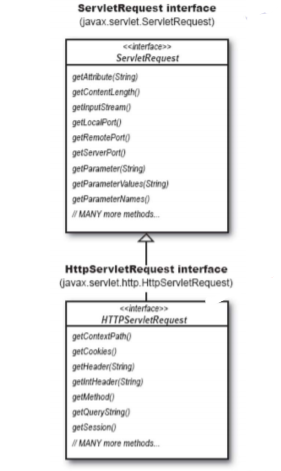 ServletRequest interface
(javax.servlet.ServletRequest)
<<interface>>
ServletRequest
getAttribute(String)
getContentLength()
getInputStream()
getLocalPort()
getRemotePort()
getServerPort()
getParameter(String)
getParameterValues(String)
getParameterNames()
// MANY more methods...
HttpServletRequest interface
(javax.servlet.http.HttpServletRequest)
<<interface>>
HTTPServletRequest
getContextPath()
getCookies()
getHeader(String)
getIntHeader(String)
getMethod()
getQueryString()
getSession()
// MANY more methods...